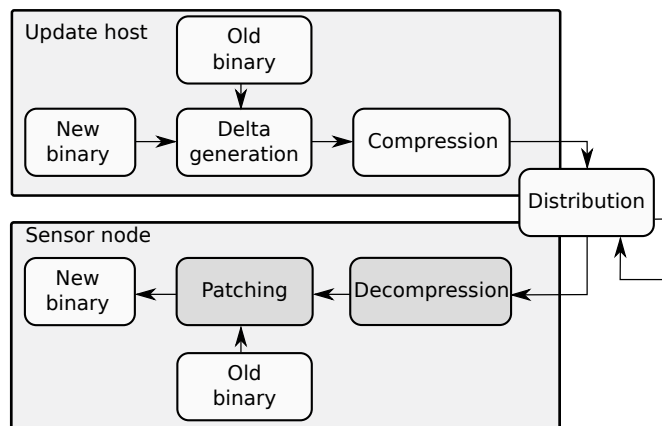 Update host
Old
binary
New
binary
Delta
generation
Compression
Distribution
Sensor node
New
binary
Patching
Decompression
Old
binary